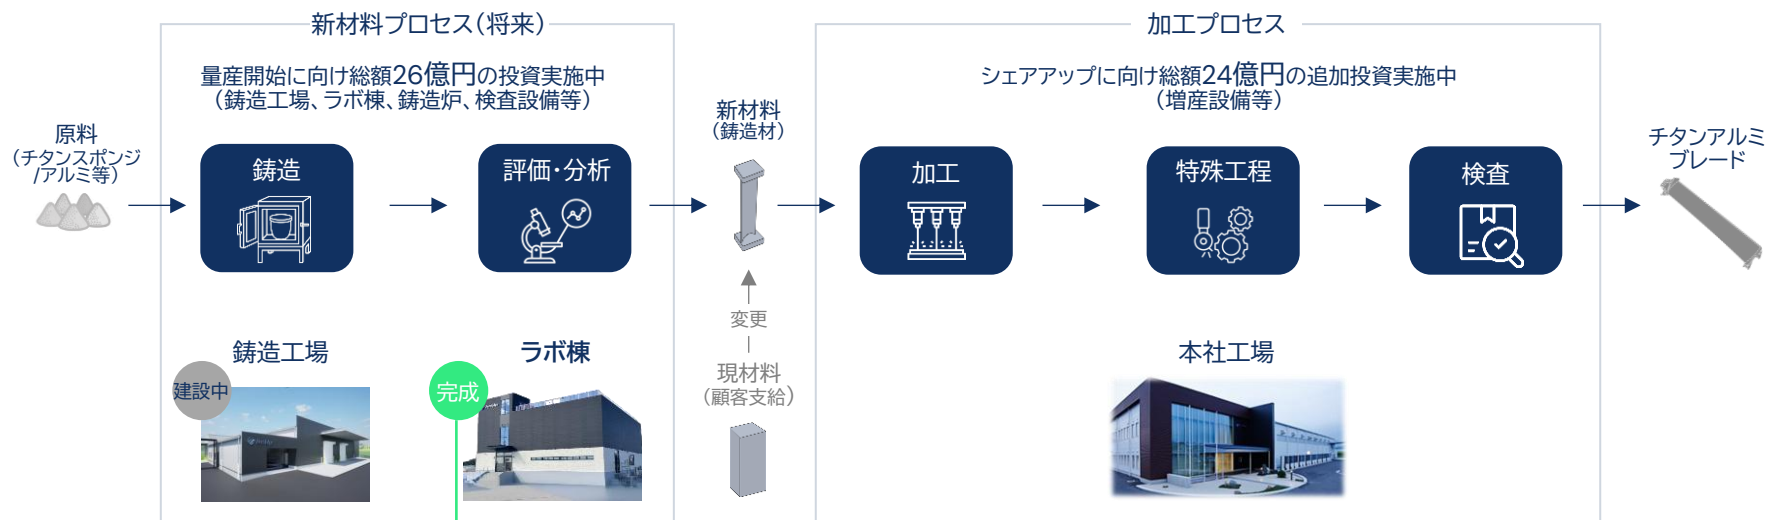 新材料プロセス(将来)
量産開始に向け総額26億円の投資実施中
(鋳造工場、ラボ棟、鋳造炉、検査設備等)
原料
(チタンスポンジ
/アルミ等)
鋳造
評価・分析
鋳造工場
建設中
ラボ棟
完成
新材料
(鋳造材)
変更
現材料
(顧客支給)
加工プロセス
シェアアップに向け総額24億円の追加投資実施中
(増産設備等)
加工
特殊工程
検査
本社工場
チタンアルミ
ブレード